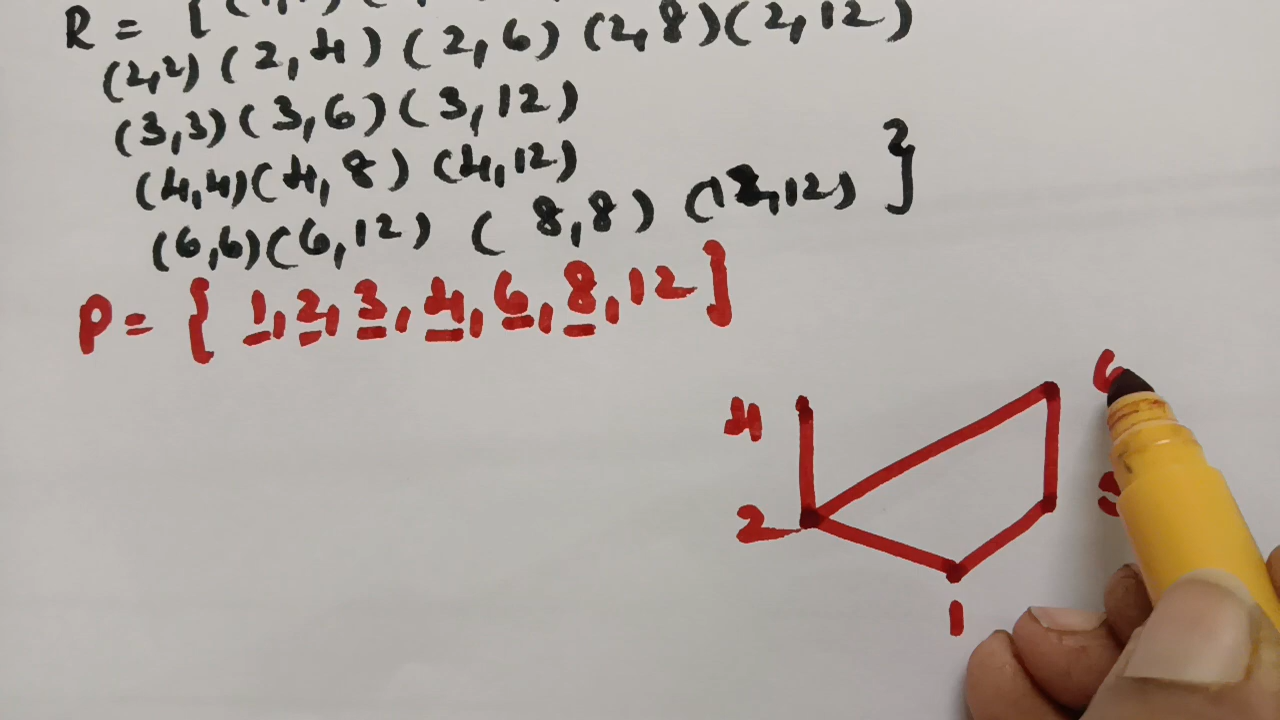 R = {
(2,2) (2,4) (2,6) (2,8) (2,12)
(3,3) (3,6) (3,12)
(4,4) (4,8) (4,12)
(6,6) (6,12) (8,8) (12,12) }
P = { 1, 2, 3, 4, 6, 8, 12 }
4
2
1